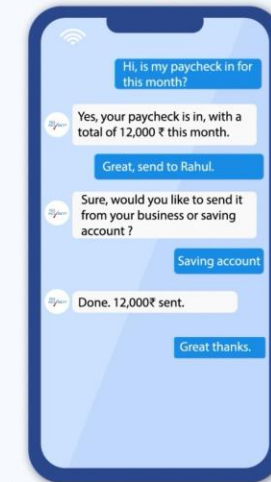 Hi, is my paycheck in for
this month?
Yes, your paycheck is in, with a
total of 12,000 ₹ this month.
Great, send to Rahul.
Sure, would you like to send it
from your business or saving
account ?
Saving account
Done. 12,000₹ sent.
Great thanks.